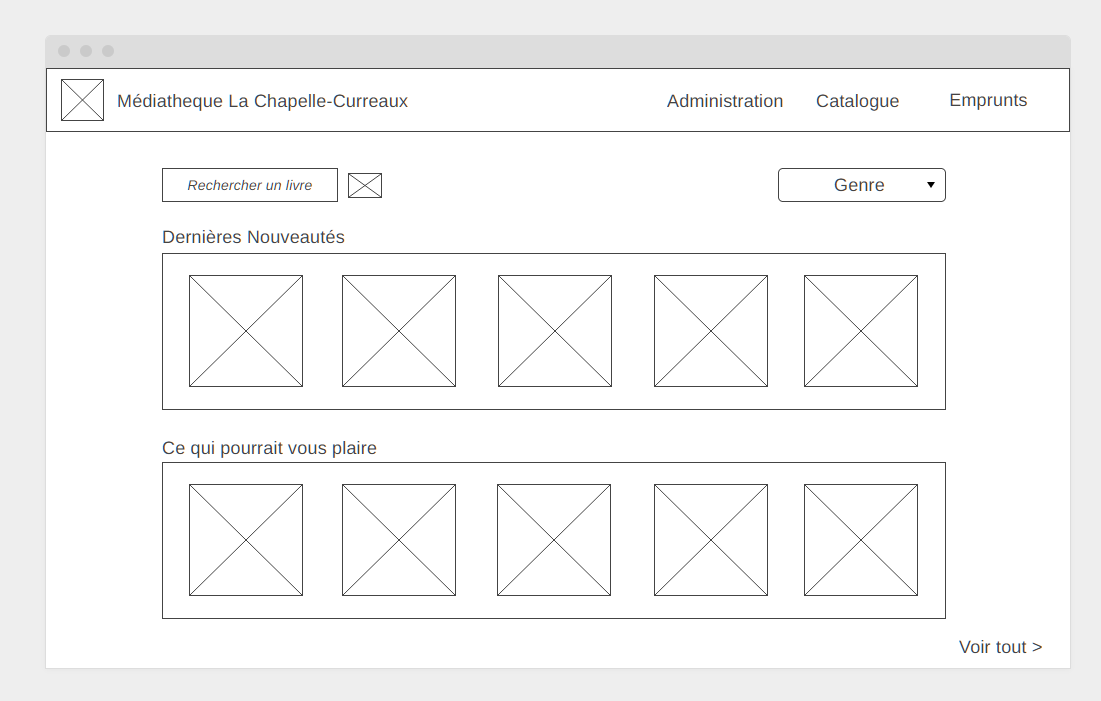 Médiatheque La Chapelle-Curreaux
Administration Catalogue Emprunts
Rechercher un livre
Genre
Dernières Nouveautés
Ce qui pourrait vous plaire
Voir tout >